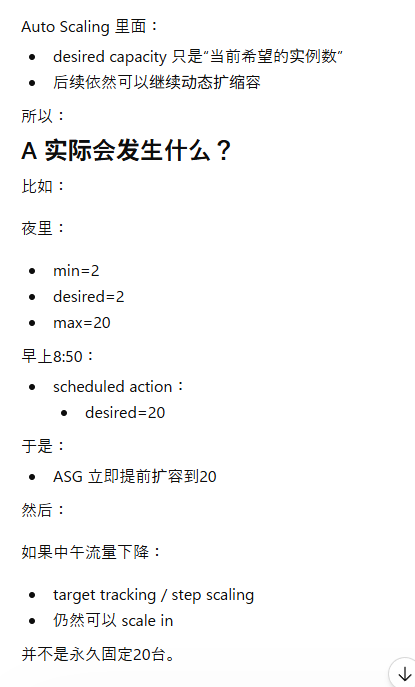 Auto Scaling 里面：
desired capacity 只是“当前希望的实例数”
后续依然可以继续动态扩缩容
所以：
A 实际会发生什么？
比如：
夜里：
min=2
desired=2
max=20
早上8:50：
scheduled action：
desired=20
于是：
ASG 立即提前扩容到20
然后：
如果中午流量下降：
target tracking / step scaling
仍然可以 scale in
并不是永久固定20台。